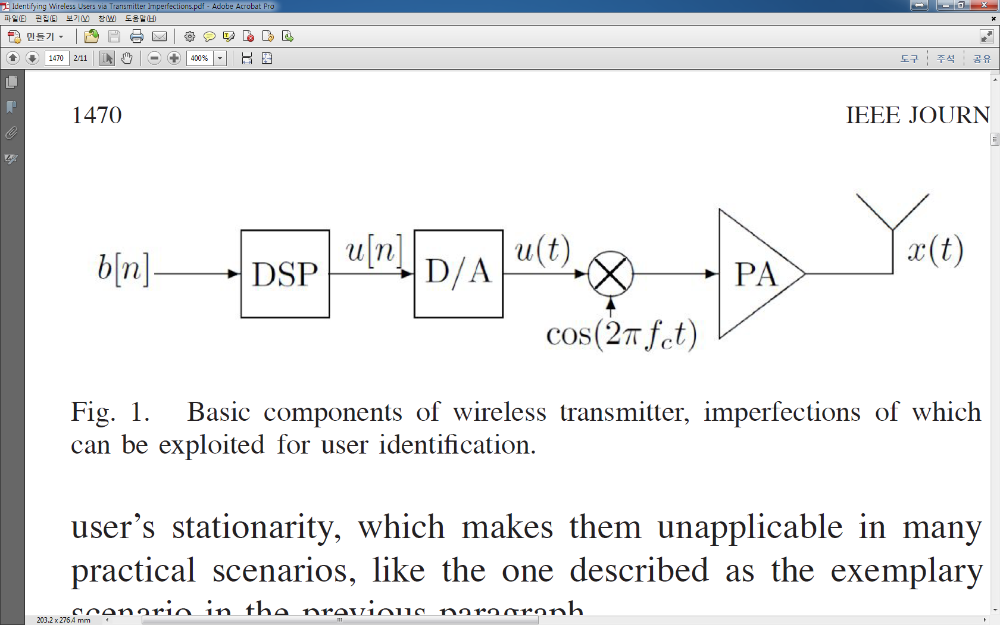 Identifying Wireless Users via Transmitter Imperfections.pdf - Adobe Acrobat Pro
파일(F) 편집(E) 보기(V) 창(W) 도움말(H)
만들기
1470 2/11 400% 도구 주석 공유
1470 IEEE JOURN
b[n] DSP u[n] D/A u(t) PA x(t)
cos(2πf_ct)
Fig. 1. Basic components of wireless transmitter, imperfections of which
can be exploited for user identification.
user's stationarity, which makes them unapplicable in many
practical scenarios, like the one described as the exemplary
scenario in the previous paragraph
203.2 x 276.4 mm